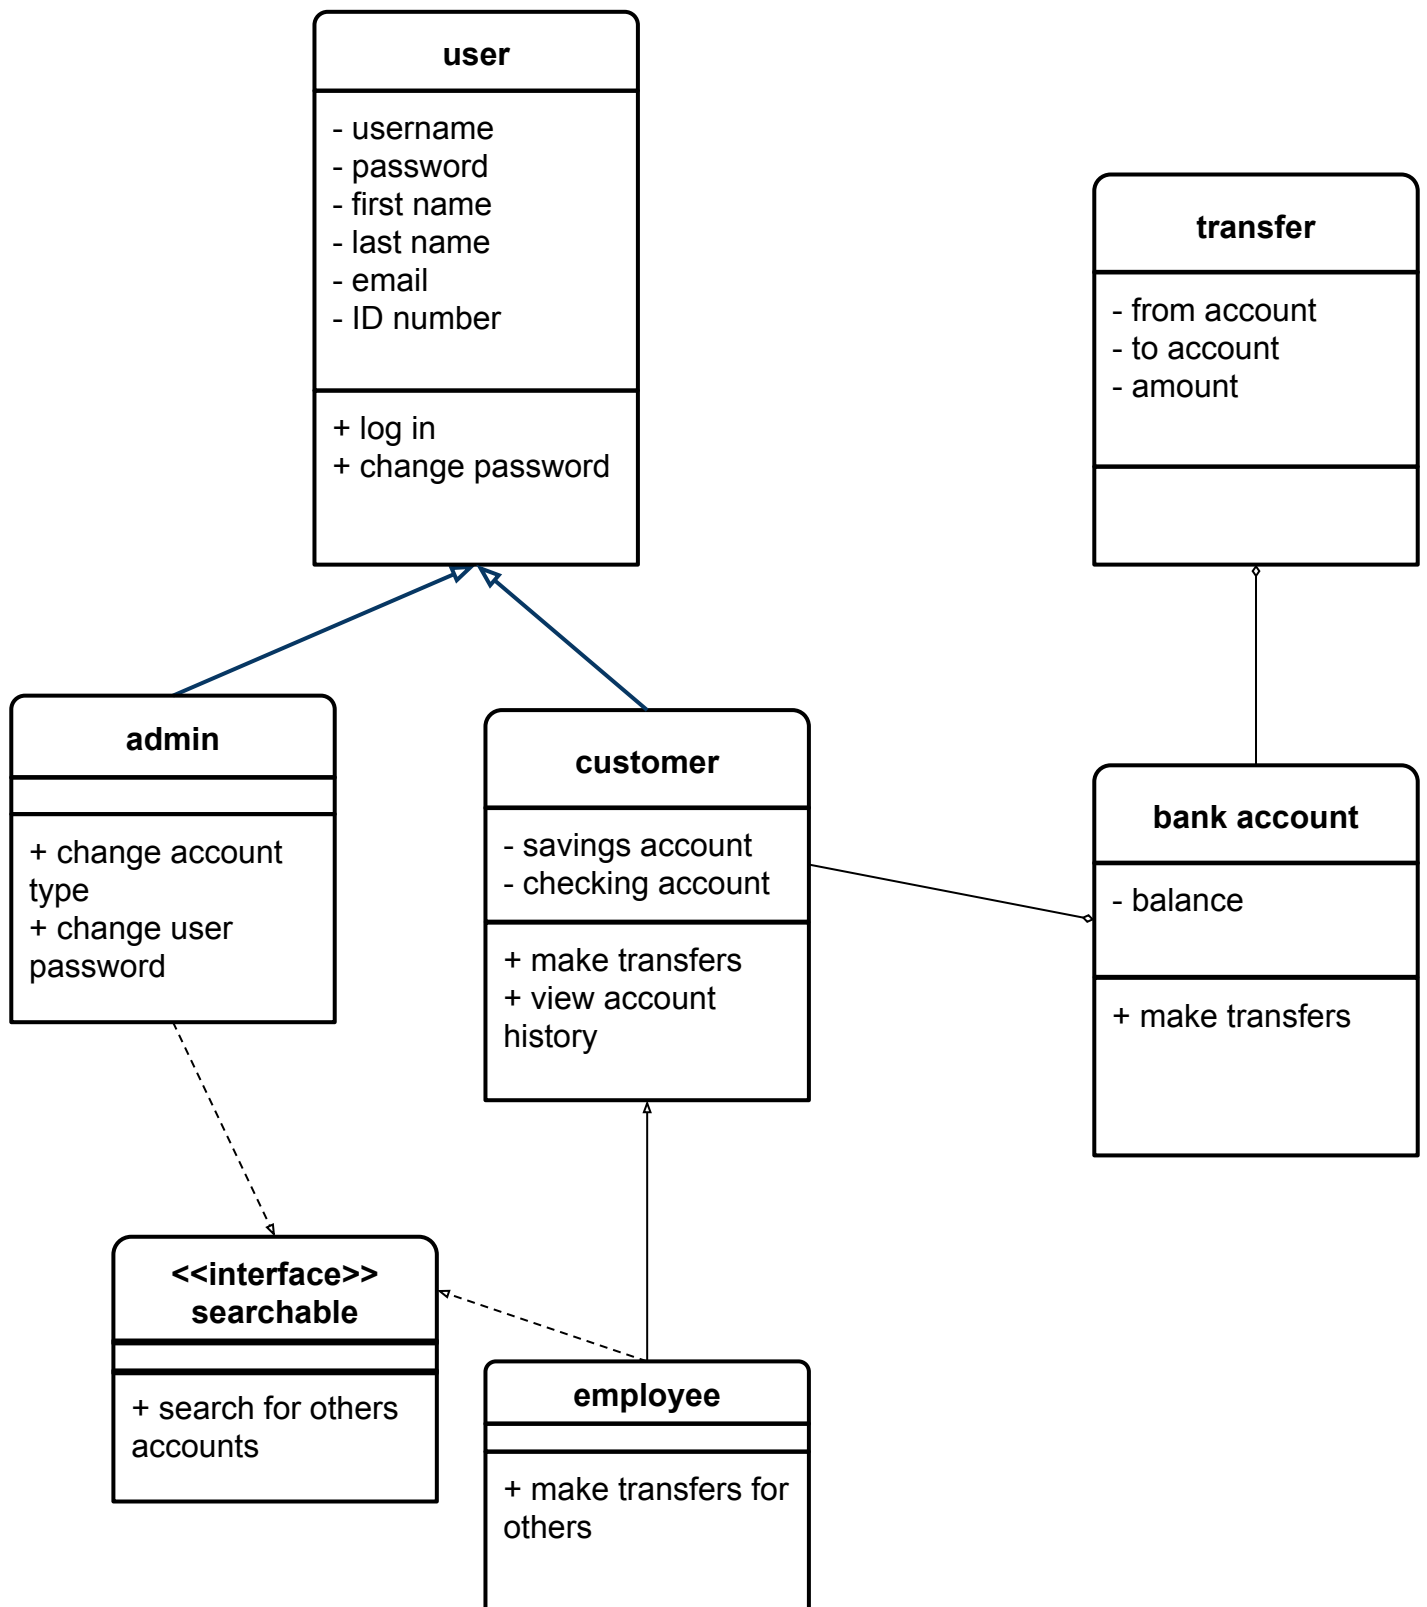 user
- username
- password
- first name
- last name
- email
- ID number
+ log in
+ change password
transfer
- from account
- to account
- amount
admin
+ change account
type
+ change user
password
customer
- savings account
- checking account
+ make transfers
+ view account
history
bank account
- balance
+ make transfers
<<interface>>
searchable
+ search for others
accounts
employee
+ make transfers for
others